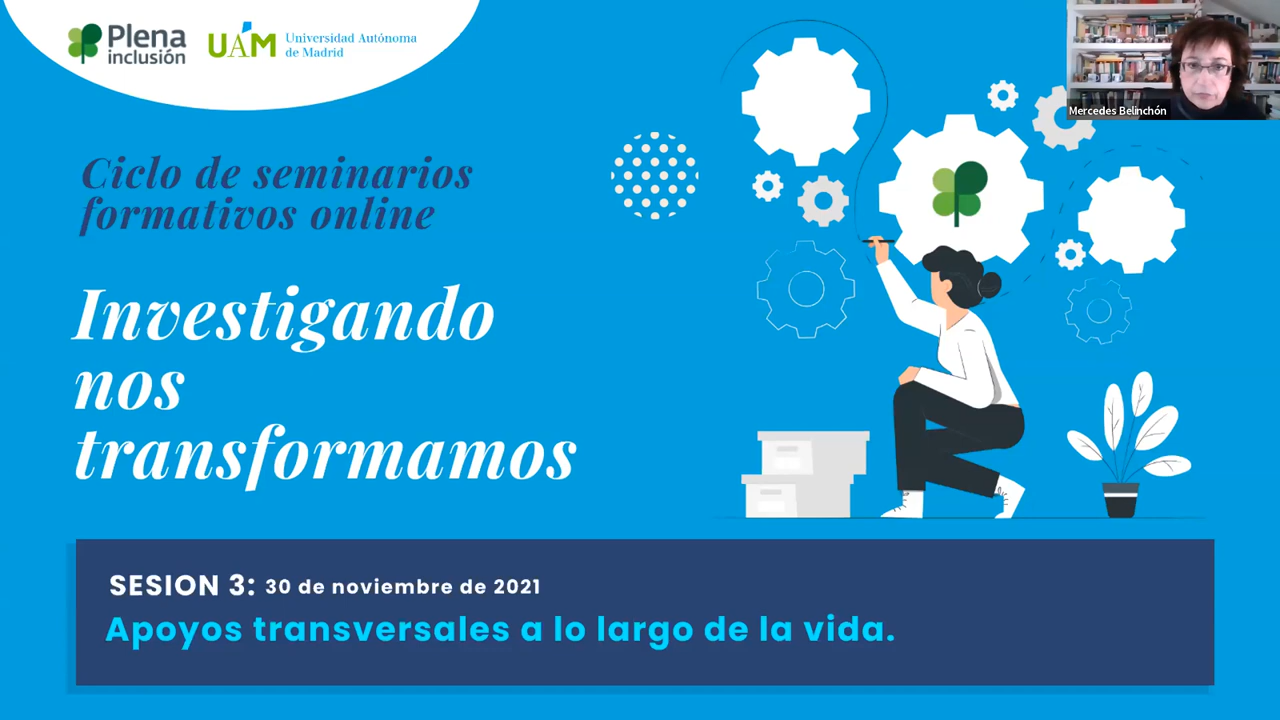 Plena
inclusión
UAM
Universidad Autónoma
de Madrid
Mercedes Belinchón
Ciclo de seminarios
formativos online
Investigando
nos
transformamos
SESION 3: 30 de noviembre de 2021
Apoyos transversales a lo largo de la vida.